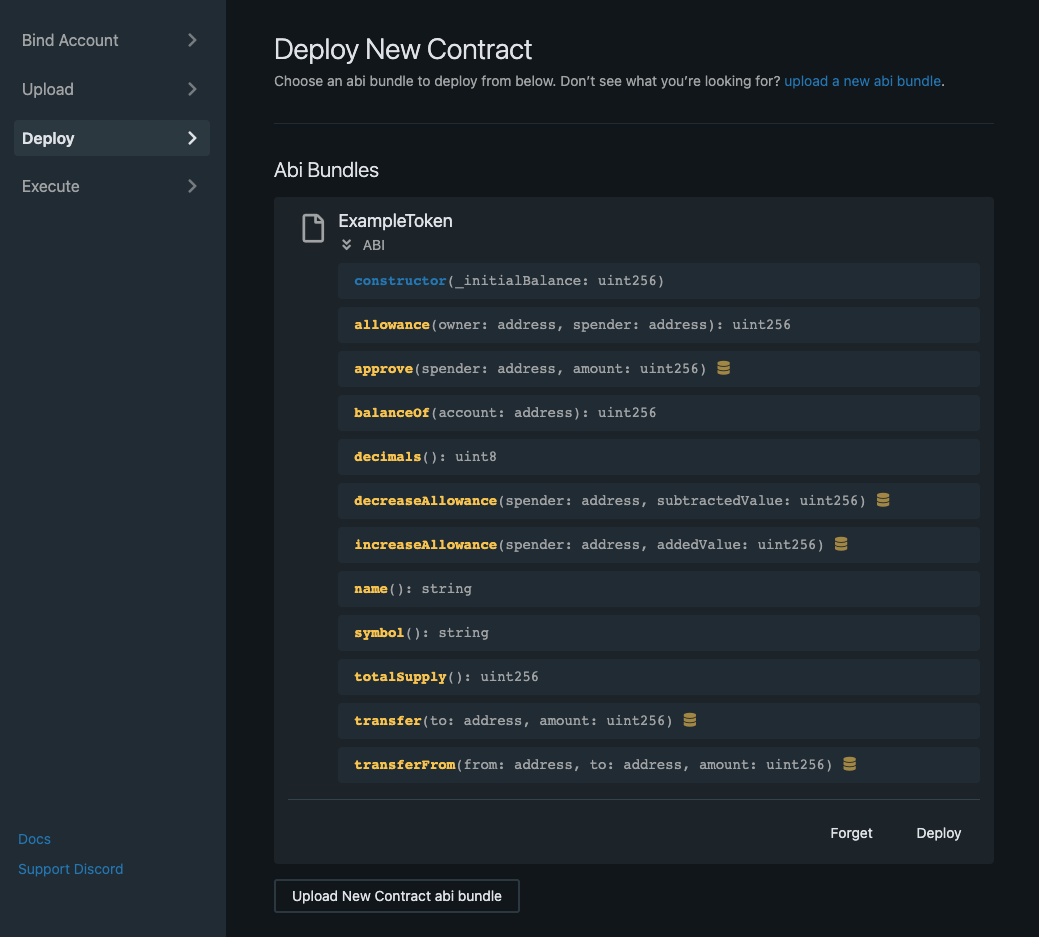 Bind Account
Upload
Deploy
Execute
Docs
Support Discord
Deploy New Contract
Choose an abi bundle to deploy from below. Don’t see what you’re looking for? upload a new abi bundle.
Abi Bundles
ExampleToken
ABI
constructor(_initialBalance: uint256)
allowance(owner: address, spender: address): uint256
approve(spender: address, amount: uint256)
balanceOf(account: address): uint256
decimals(): uint8
decreaseAllowance(spender: address, subtractedValue: uint256)
increaseAllowance(spender: address, addedValue: uint256)
name(): string
symbol(): string
totalSupply(): uint256
transfer(to: address, amount: uint256)
transferFrom(from: address, to: address, amount: uint256)
Forget Deploy
Upload New Contract abi bundle